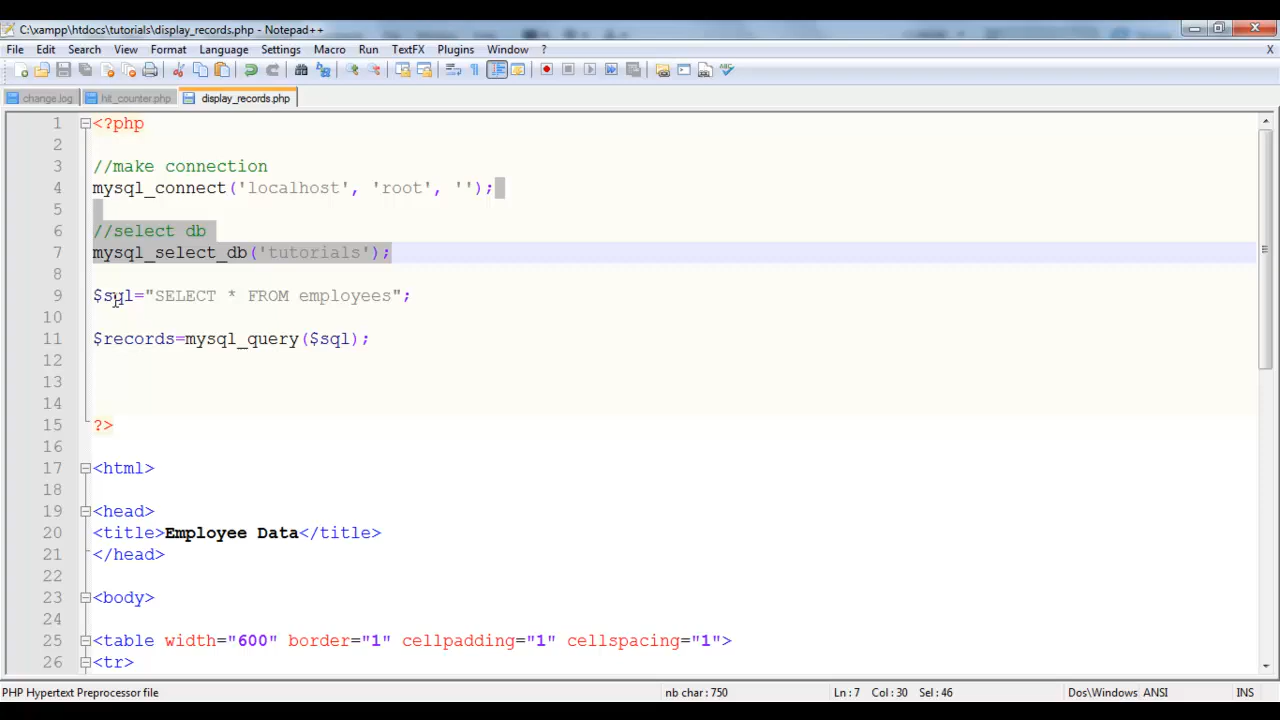 C:\xampp\htdocs\tutorials\display_records.php - Notepad++
File Edit Search View Format Language Settings Macro Run TextFX Plugins Window ? X
change.log hit_counter.php display_records.php
1 <?php
2
3 //make connection
4 mysql_connect('localhost', 'root', '');
5
6 //select db
7 mysql_select_db('tutorials');
8
9 $sql="SELECT * FROM employees";
10
11 $records=mysql_query($sql);
12
13
14
15 ?>
16
17 <html>
18
19 <head>
20 <title>Employee Data</title>
21 </head>
22
23 <body>
24
25 <table width="600" border="1" cellpadding="1" cellspacing="1">
26 <tr>
PHP Hypertext Preprocessor file nb char : 750 Ln : 7 Col : 30 Sel : 46 Dos\Windows ANSI INS